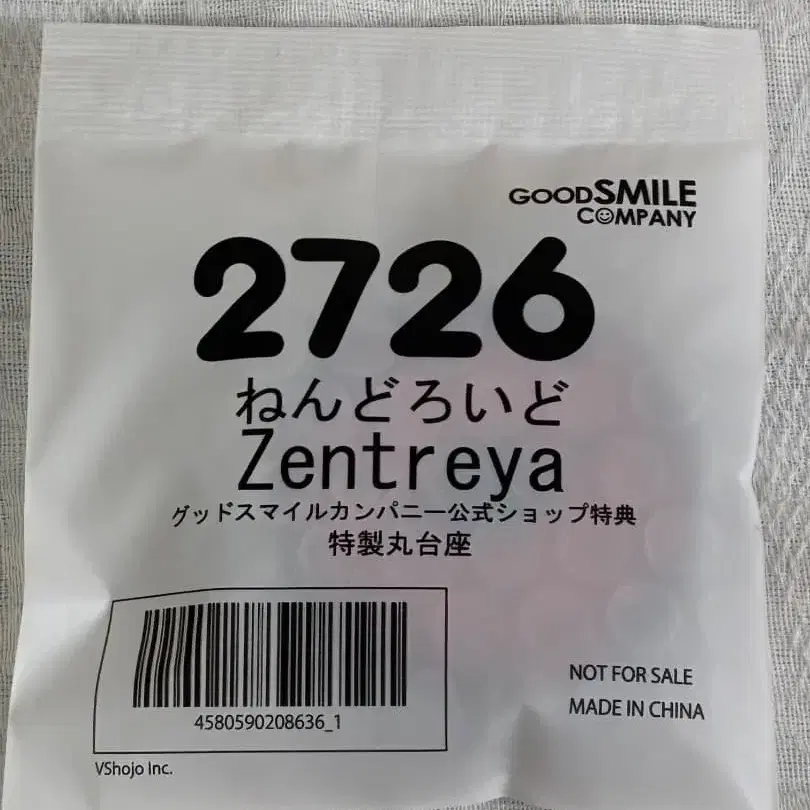 GOODSMILE
COMPANY
2726
ねんどろいど
Zentreya
グッドスマイルカンパニー公式ショップ特典
特製丸台座
4580590208636_1
NOT FOR SALE
MADE IN CHINA
VShojo Inc.